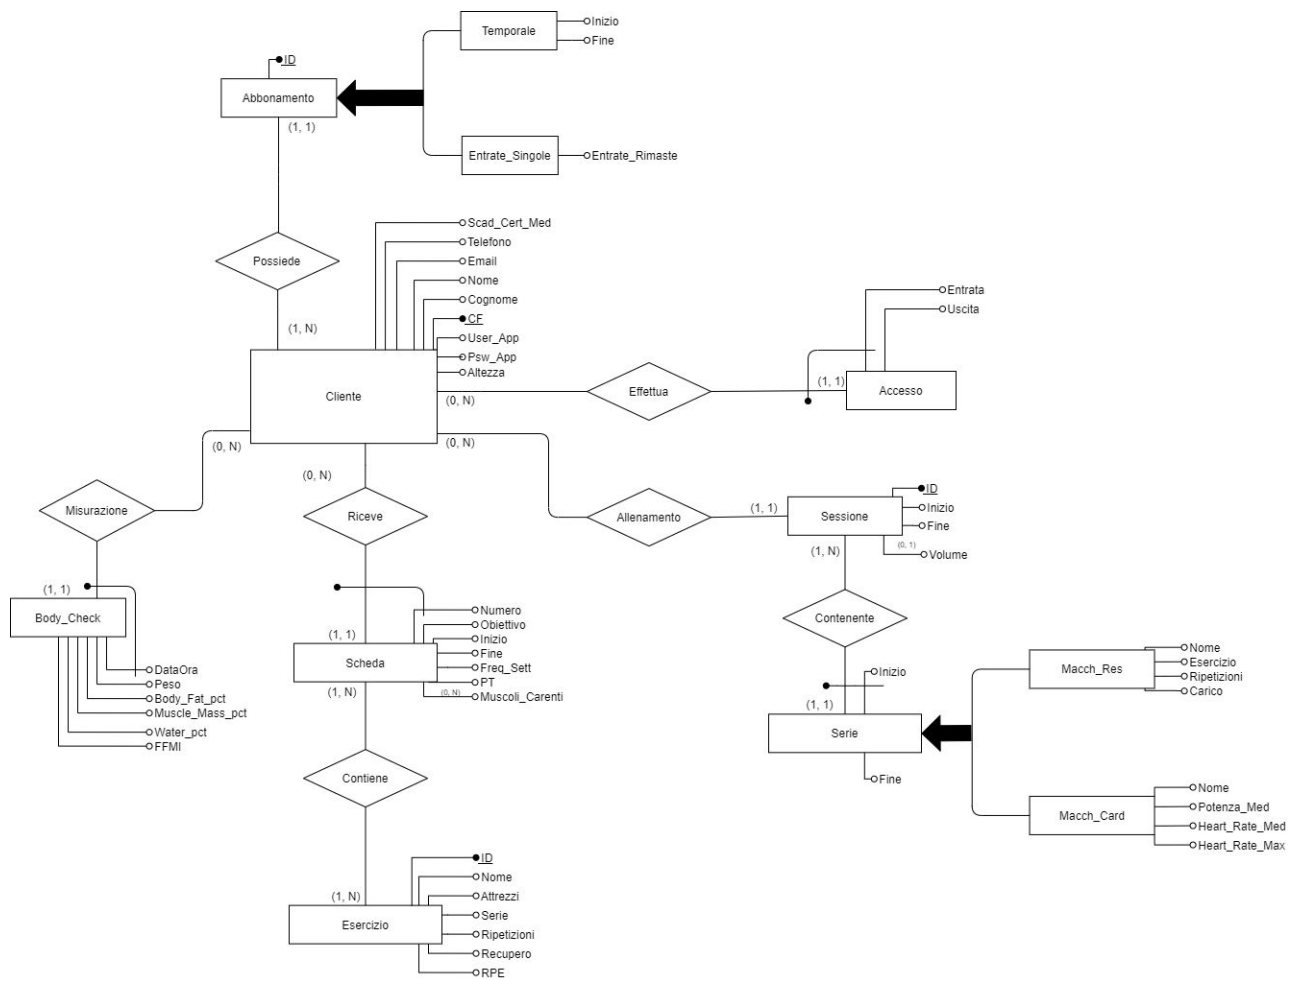 Temporale
Inizio
Fine
ID
Abbonamento
(1, 1)
Entrate_Singole
Entrate_Rimaste
Possiede
(1, N)
Scad_Cert_Med
Telefono
Email
Nome
Cognome
CF
User_App
Psw_App
Altezza
Cliente
(0, N)
Effettua
(1, 1)
Entrata
Uscita
Accesso
(0, N)
(0, N)
(0, N)
Misurazione
Riceve
Allenamento
(1, 1)
ID
Inizio
Fine
(0, 1)
Volume
Sessione
(1, N)
(1, 1)
Body_Check
DataOra
Peso
Body_Fat_pct
Muscle_Mass_pct
Water_pct
FFMI
(1, 1)
Scheda
(1, N)
Numero
Obiettivo
Inizio
Fine
Freq_Sett
PT
(0, N)
Muscoli_Carenti
Contenente
Inizio
(1, 1)
Serie
Fine
Macch_Res
Nome
Esercizio
Ripetizioni
Carico
Macch_Card
Nome
Potenza_Med
Heart_Rate_Med
Heart_Rate_Max
Contiene
(1, N)
Esercizio
ID
Nome
Attrezzi
Serie
Ripetizioni
Recupero
RPE